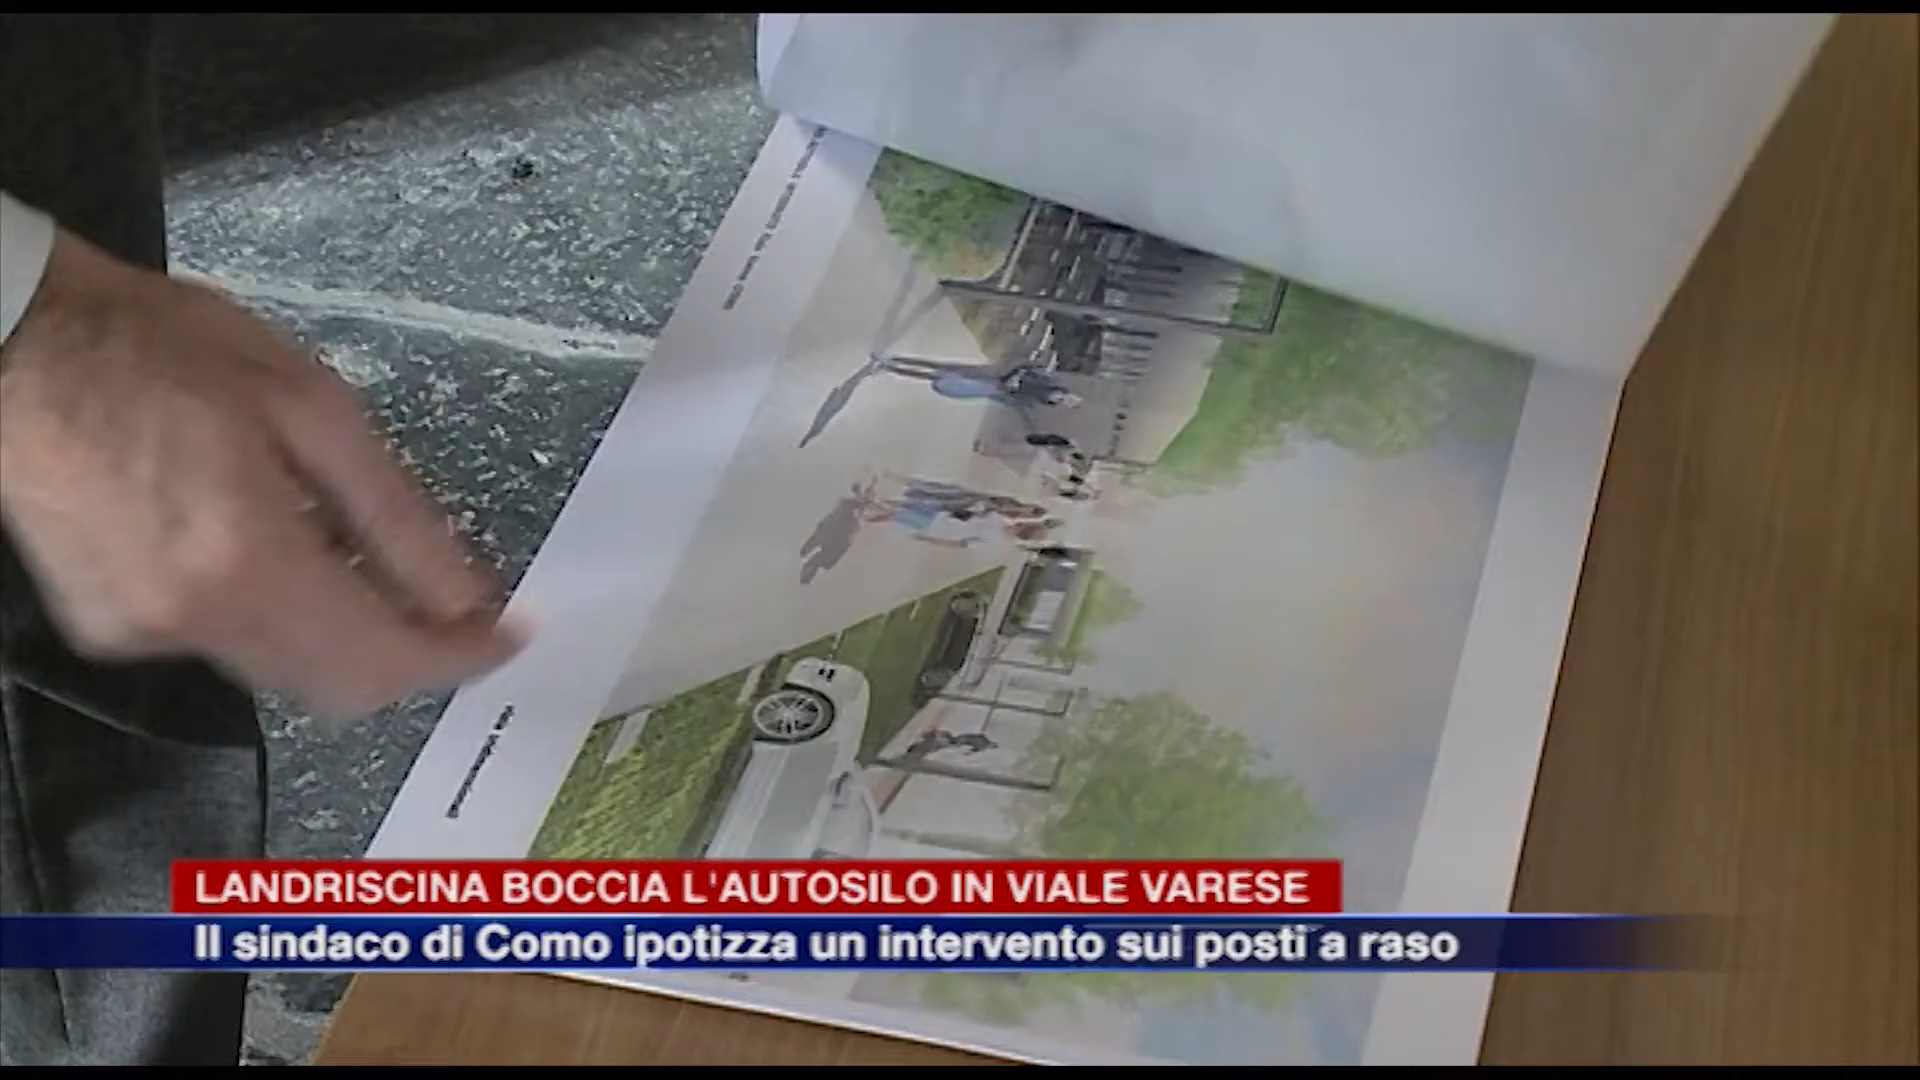 LANDRISCINA BOCCIA L'AUTOSILO IN VIALE VARESE
Il sindaco di Como ipotizza un intervento sui posti a raso